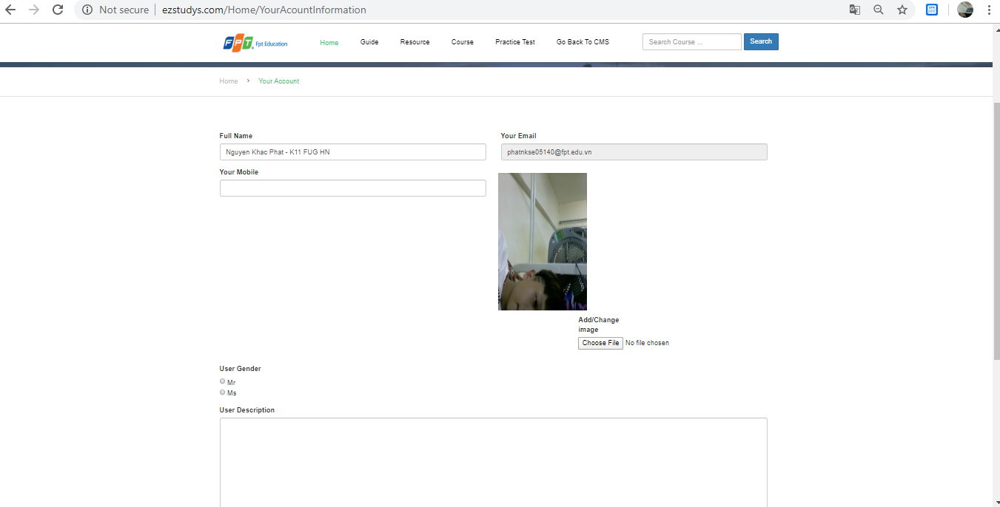 Not secure ezstudys.com/Home/YourAcountInformation
FPT Fpt Education Home Guide Resource Course Practice Test Go Back To CMS Search Course ... Search
Home > Your Account
Full Name Your Email
Nguyen Khac Phat - K11 FUG HN phatnkse05140@fpt.edu.vn
Your Mobile
Add/Change
image
Choose File No file chosen
User Gender
Mr
Ms
User Description